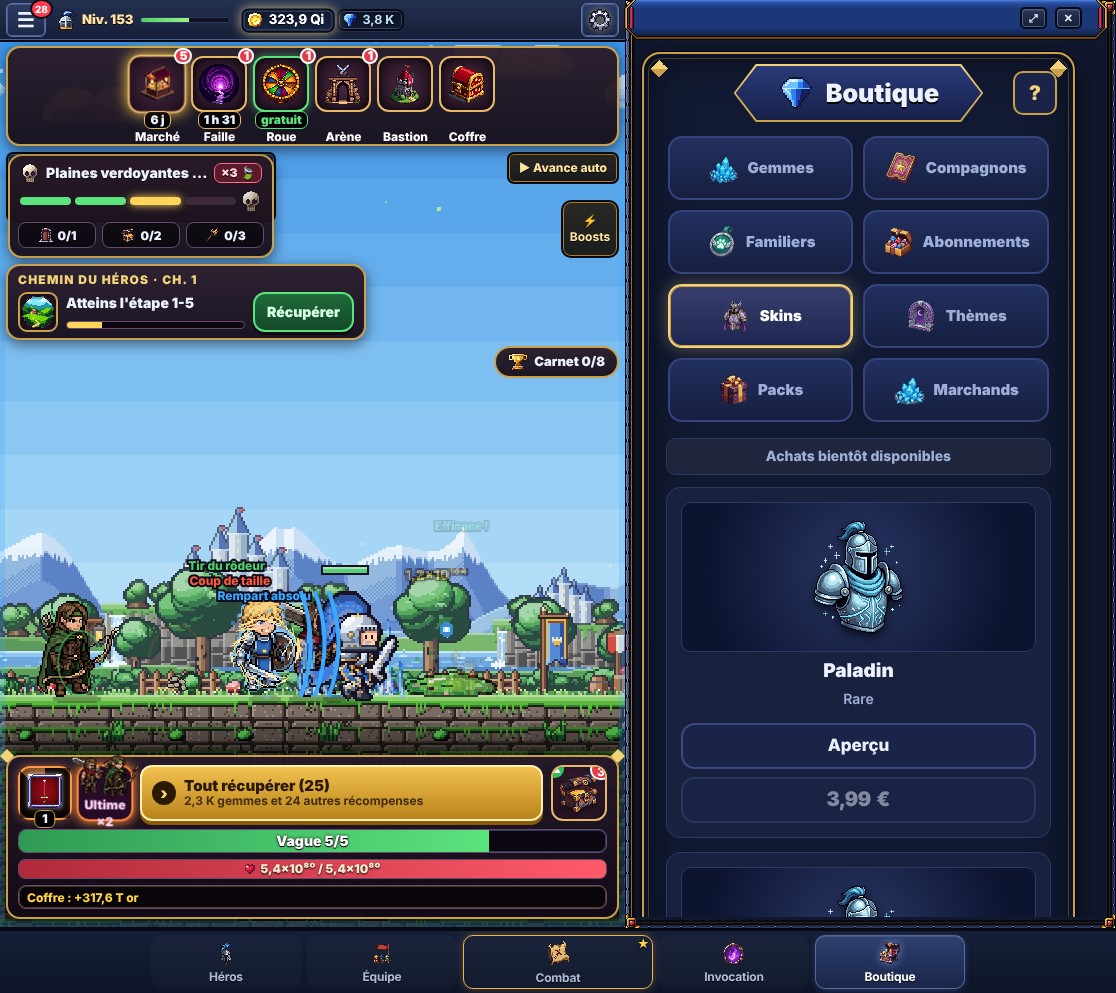 28
Niv. 153
323,9 Qi
3,8 K
5
1
1
1
6 j
1 h 31
gratuit
Marché
Faille
Roue
Arène
Bastion
Coffre
Plaines verdoyantes ...
×3
0/1
0/2
0/3
Avance auto
Boosts
CHEMIN DU HÉROS · CH. 1
Atteins l'étape 1-5
Récupérer
Carnet 0/8
Efficace !
Tir du rôdeur
Coup de taille
Rempart absolu
1
Ultime
×2
Tout récupérer (25)
2,3 K gemmes et 24 autres récompenses
3
Vague 5/5
5,4×10⁸⁰ / 5,4×10⁸⁰
Coffre : +317,6 T or
Boutique
?
Gemmes
Compagnons
Familiers
Abonnements
Skins
Thèmes
Packs
Marchands
Achats bientôt disponibles
Paladin
Rare
Aperçu
3,99 €
Héros
Équipe
Combat
Invocation
Boutique